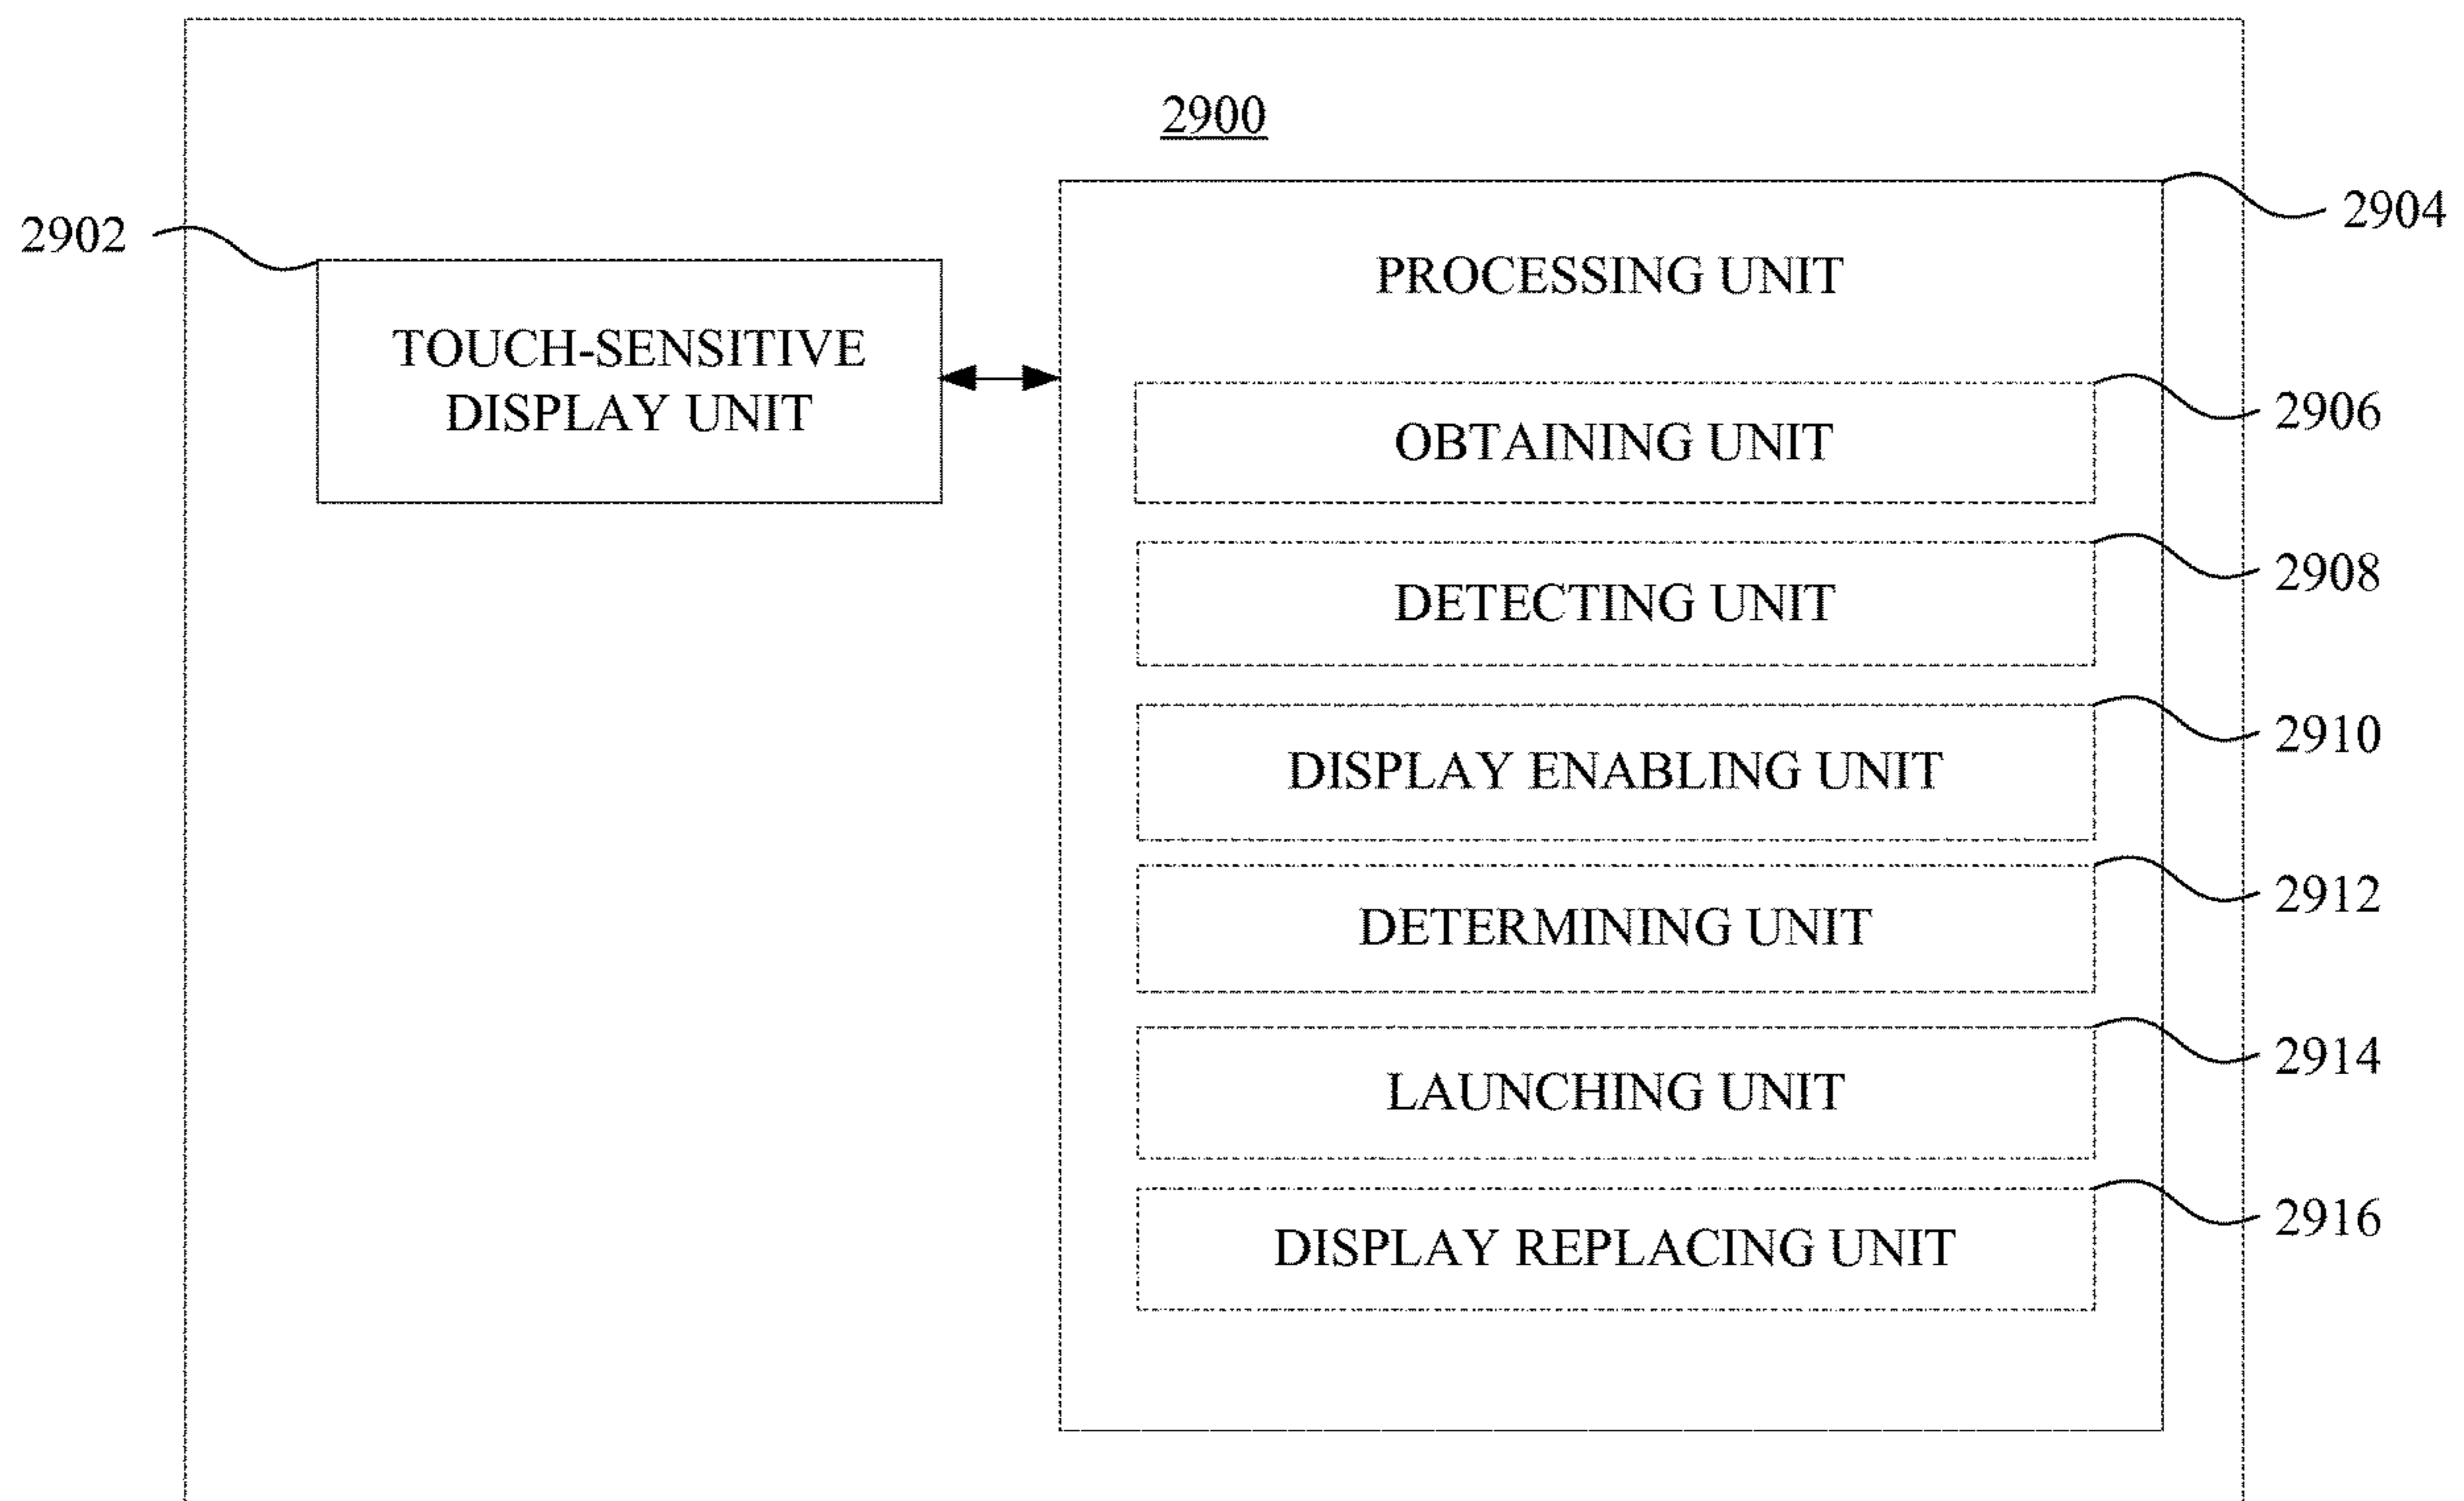 2900
2902
2904
PROCESSING UNIT
TOUCH-SENSITIVE
DISPLAY UNIT
2906
OBTAINING UNIT
2908
DETECTING UNIT
2910
DISPLAY ENABLING UNIT
2912
DETERMINING UNIT
2914
LAUNCHING UNIT
2916
DISPLAY REPLACING UNIT